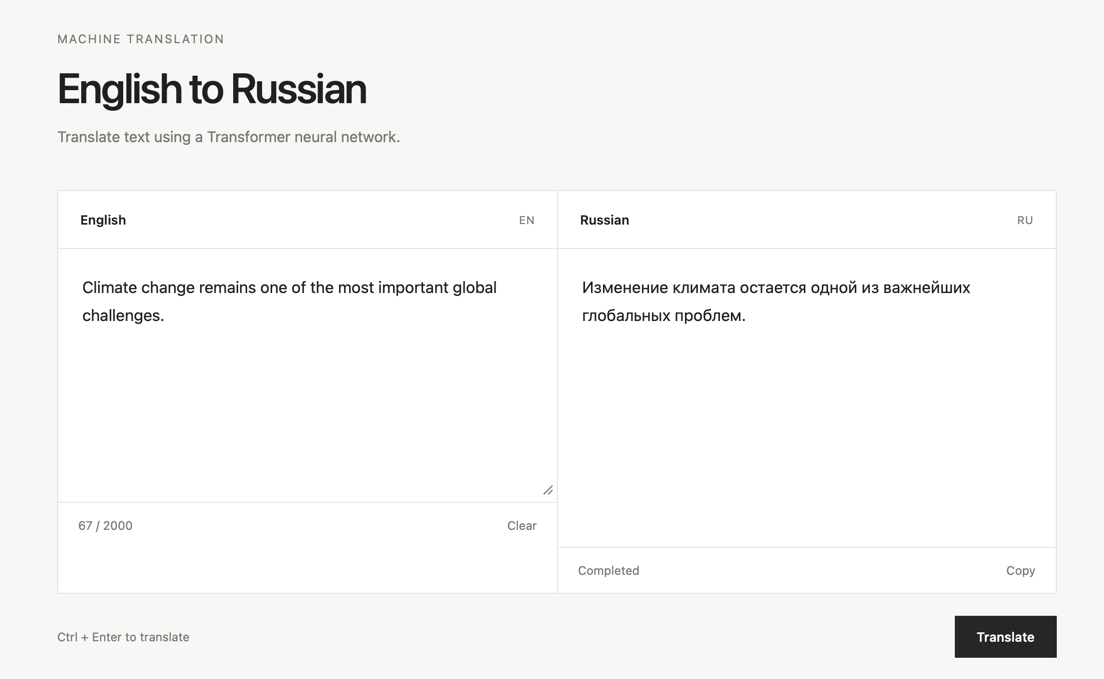 MACHINE TRANSLATION
English to Russian
Translate text using a Transformer neural network.
English
EN
Climate change remains one of the most important global
challenges.
67 / 2000
Clear
Russian
RU
Изменение климата остается одной из важнейших
глобальных проблем.
Completed
Copy
Ctrl + Enter to translate
Translate